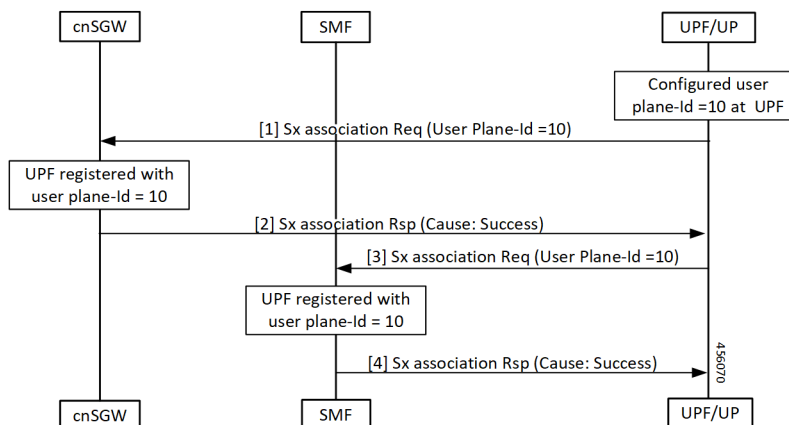 cnSGW
SMF
UPF/UP
Configured user
plane-Id =10 at UPF
[1] Sx association Req (User Plane-Id =10)
UPF registered with
user plane-Id = 10
[2] Sx association Rsp (Cause: Success)
[3] Sx association Req (User Plane-Id =10)
UPF registered with
user plane-Id = 10
[4] Sx association Rsp (Cause: Success)
456070
cnSGW
SMF
UPF/UP